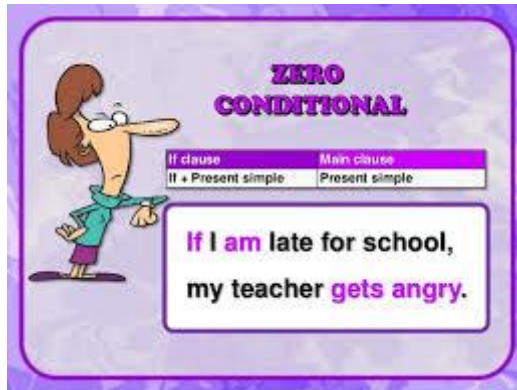 ZERO
CONDITIONAL
If clause Main clause
If + Present simple Present simple
If I am late for school,
my teacher gets angry.